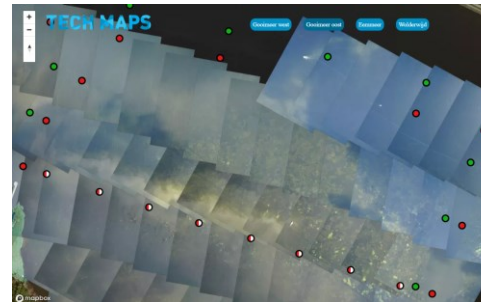 TECH MAPS
Gooimeer west
Gooimeer oost
Eemmeer
Wolderwijd
mapbox